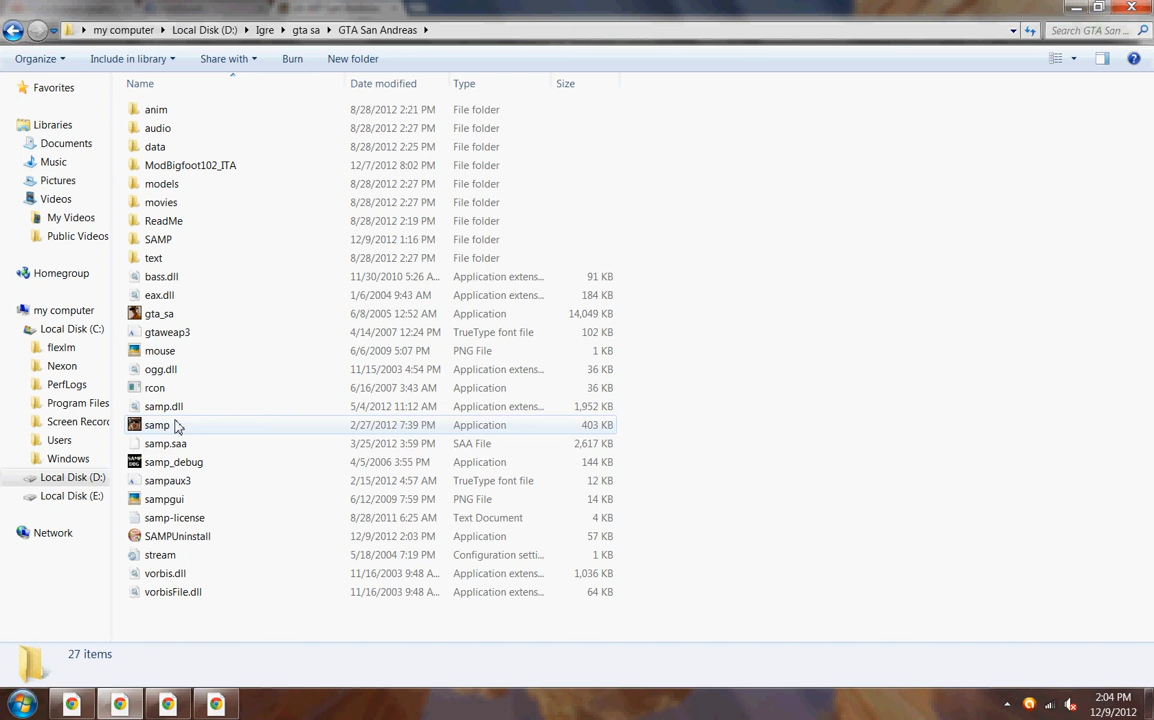 my computer Local Disk (D:) Igre gta sa GTA San Andreas Search GTA San ...
Organize Include in library Share with Burn New folder
Name Date modified Type Size
Favorites
Libraries
Documents
Music
Pictures
Videos
My Videos
Public Videos
Homegroup
my computer
Local Disk (C:)
flexlm
Nexon
PerfLogs
Program Files
Screen Record
Users
Windows
Local Disk (D:)
Local Disk (E:)
Network
anim 8/28/2012 2:21 PM File folder
audio 8/28/2012 2:27 PM File folder
data 8/28/2012 2:25 PM File folder
ModBigfoot102_ITA 12/7/2012 8:02 PM File folder
models 8/28/2012 2:27 PM File folder
movies 8/28/2012 2:27 PM File folder
ReadMe 8/28/2012 2:19 PM File folder
SAMP 12/9/2012 1:16 PM File folder
text 8/28/2012 2:27 PM File folder
bass.dll 11/30/2010 5:26 A... Application extens... 91 KB
eax.dll 1/6/2004 9:43 AM Application extens... 184 KB
gta_sa 6/8/2005 12:52 AM Application 14,049 KB
gtaweap3 4/14/2007 12:24 PM TrueType font file 102 KB
mouse 6/6/2009 5:07 PM PNG File 1 KB
ogg.dll 11/15/2003 4:54 PM Application extens... 36 KB
rcon 6/16/2007 3:43 AM Application 36 KB
samp.dll 5/4/2012 11:12 AM Application extens... 1,952 KB
samp 2/27/2012 7:39 PM Application 403 KB
samp.saa 3/25/2012 3:59 PM SAA File 2,617 KB
samp_debug 4/5/2006 3:55 PM Application 144 KB
sampaux3 2/15/2012 4:57 AM TrueType font file 12 KB
sampgui 6/12/2009 7:59 PM PNG File 14 KB
samp-license 8/28/2011 6:25 AM Text Document 4 KB
SAMPUninstall 12/9/2012 2:03 PM Application 57 KB
stream 5/18/2004 7:19 PM Configuration setti... 1 KB
vorbis.dll 11/16/2003 9:48 A... Application extens... 1,036 KB
vorbisFile.dll 11/16/2003 9:48 A... Application extens... 64 KB
27 items
2:04 PM
12/9/2012